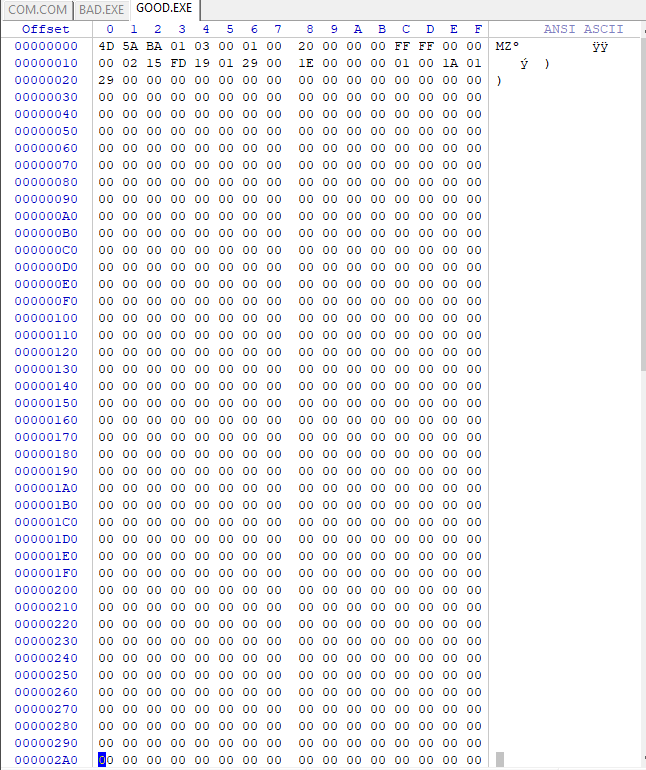 COM.COM BAD.EXE GOOD.EXE
Offset 0 1 2 3 4 5 6 7 8 9 A B C D E F ANSI ASCII
00000000 4D 5A BA 01 03 00 01 00 20 00 00 00 FF FF 00 00 MZº ÿÿ
00000010 00 02 15 FD 19 01 29 00 1E 00 00 00 01 00 1A 01 ý )
00000020 29 00 00 00 00 00 00 00 00 00 00 00 00 00 00 00 )
00000030 00 00 00 00 00 00 00 00 00 00 00 00 00 00 00 00
00000040 00 00 00 00 00 00 00 00 00 00 00 00 00 00 00 00
00000050 00 00 00 00 00 00 00 00 00 00 00 00 00 00 00 00
00000060 00 00 00 00 00 00 00 00 00 00 00 00 00 00 00 00
00000070 00 00 00 00 00 00 00 00 00 00 00 00 00 00 00 00
00000080 00 00 00 00 00 00 00 00 00 00 00 00 00 00 00 00
00000090 00 00 00 00 00 00 00 00 00 00 00 00 00 00 00 00
000000A0 00 00 00 00 00 00 00 00 00 00 00 00 00 00 00 00
000000B0 00 00 00 00 00 00 00 00 00 00 00 00 00 00 00 00
000000C0 00 00 00 00 00 00 00 00 00 00 00 00 00 00 00 00
000000D0 00 00 00 00 00 00 00 00 00 00 00 00 00 00 00 00
000000E0 00 00 00 00 00 00 00 00 00 00 00 00 00 00 00 00
000000F0 00 00 00 00 00 00 00 00 00 00 00 00 00 00 00 00
00000100 00 00 00 00 00 00 00 00 00 00 00 00 00 00 00 00
00000110 00 00 00 00 00 00 00 00 00 00 00 00 00 00 00 00
00000120 00 00 00 00 00 00 00 00 00 00 00 00 00 00 00 00
00000130 00 00 00 00 00 00 00 00 00 00 00 00 00 00 00 00
00000140 00 00 00 00 00 00 00 00 00 00 00 00 00 00 00 00
00000150 00 00 00 00 00 00 00 00 00 00 00 00 00 00 00 00
00000160 00 00 00 00 00 00 00 00 00 00 00 00 00 00 00 00
00000170 00 00 00 00 00 00 00 00 00 00 00 00 00 00 00 00
00000180 00 00 00 00 00 00 00 00 00 00 00 00 00 00 00 00
00000190 00 00 00 00 00 00 00 00 00 00 00 00 00 00 00 00
000001A0 00 00 00 00 00 00 00 00 00 00 00 00 00 00 00 00
000001B0 00 00 00 00 00 00 00 00 00 00 00 00 00 00 00 00
000001C0 00 00 00 00 00 00 00 00 00 00 00 00 00 00 00 00
000001D0 00 00 00 00 00 00 00 00 00 00 00 00 00 00 00 00
000001E0 00 00 00 00 00 00 00 00 00 00 00 00 00 00 00 00
000001F0 00 00 00 00 00 00 00 00 00 00 00 00 00 00 00 00
00000200 00 00 00 00 00 00 00 00 00 00 00 00 00 00 00 00
00000210 00 00 00 00 00 00 00 00 00 00 00 00 00 00 00 00
00000220 00 00 00 00 00 00 00 00 00 00 00 00 00 00 00 00
00000230 00 00 00 00 00 00 00 00 00 00 00 00 00 00 00 00
00000240 00 00 00 00 00 00 00 00 00 00 00 00 00 00 00 00
00000250 00 00 00 00 00 00 00 00 00 00 00 00 00 00 00 00
00000260 00 00 00 00 00 00 00 00 00 00 00 00 00 00 00 00
00000270 00 00 00 00 00 00 00 00 00 00 00 00 00 00 00 00
00000280 00 00 00 00 00 00 00 00 00 00 00 00 00 00 00 00
00000290 00 00 00 00 00 00 00 00 00 00 00 00 00 00 00 00
000002A0 00 00 00 00 00 00 00 00 00 00 00 00 00 00 00 00